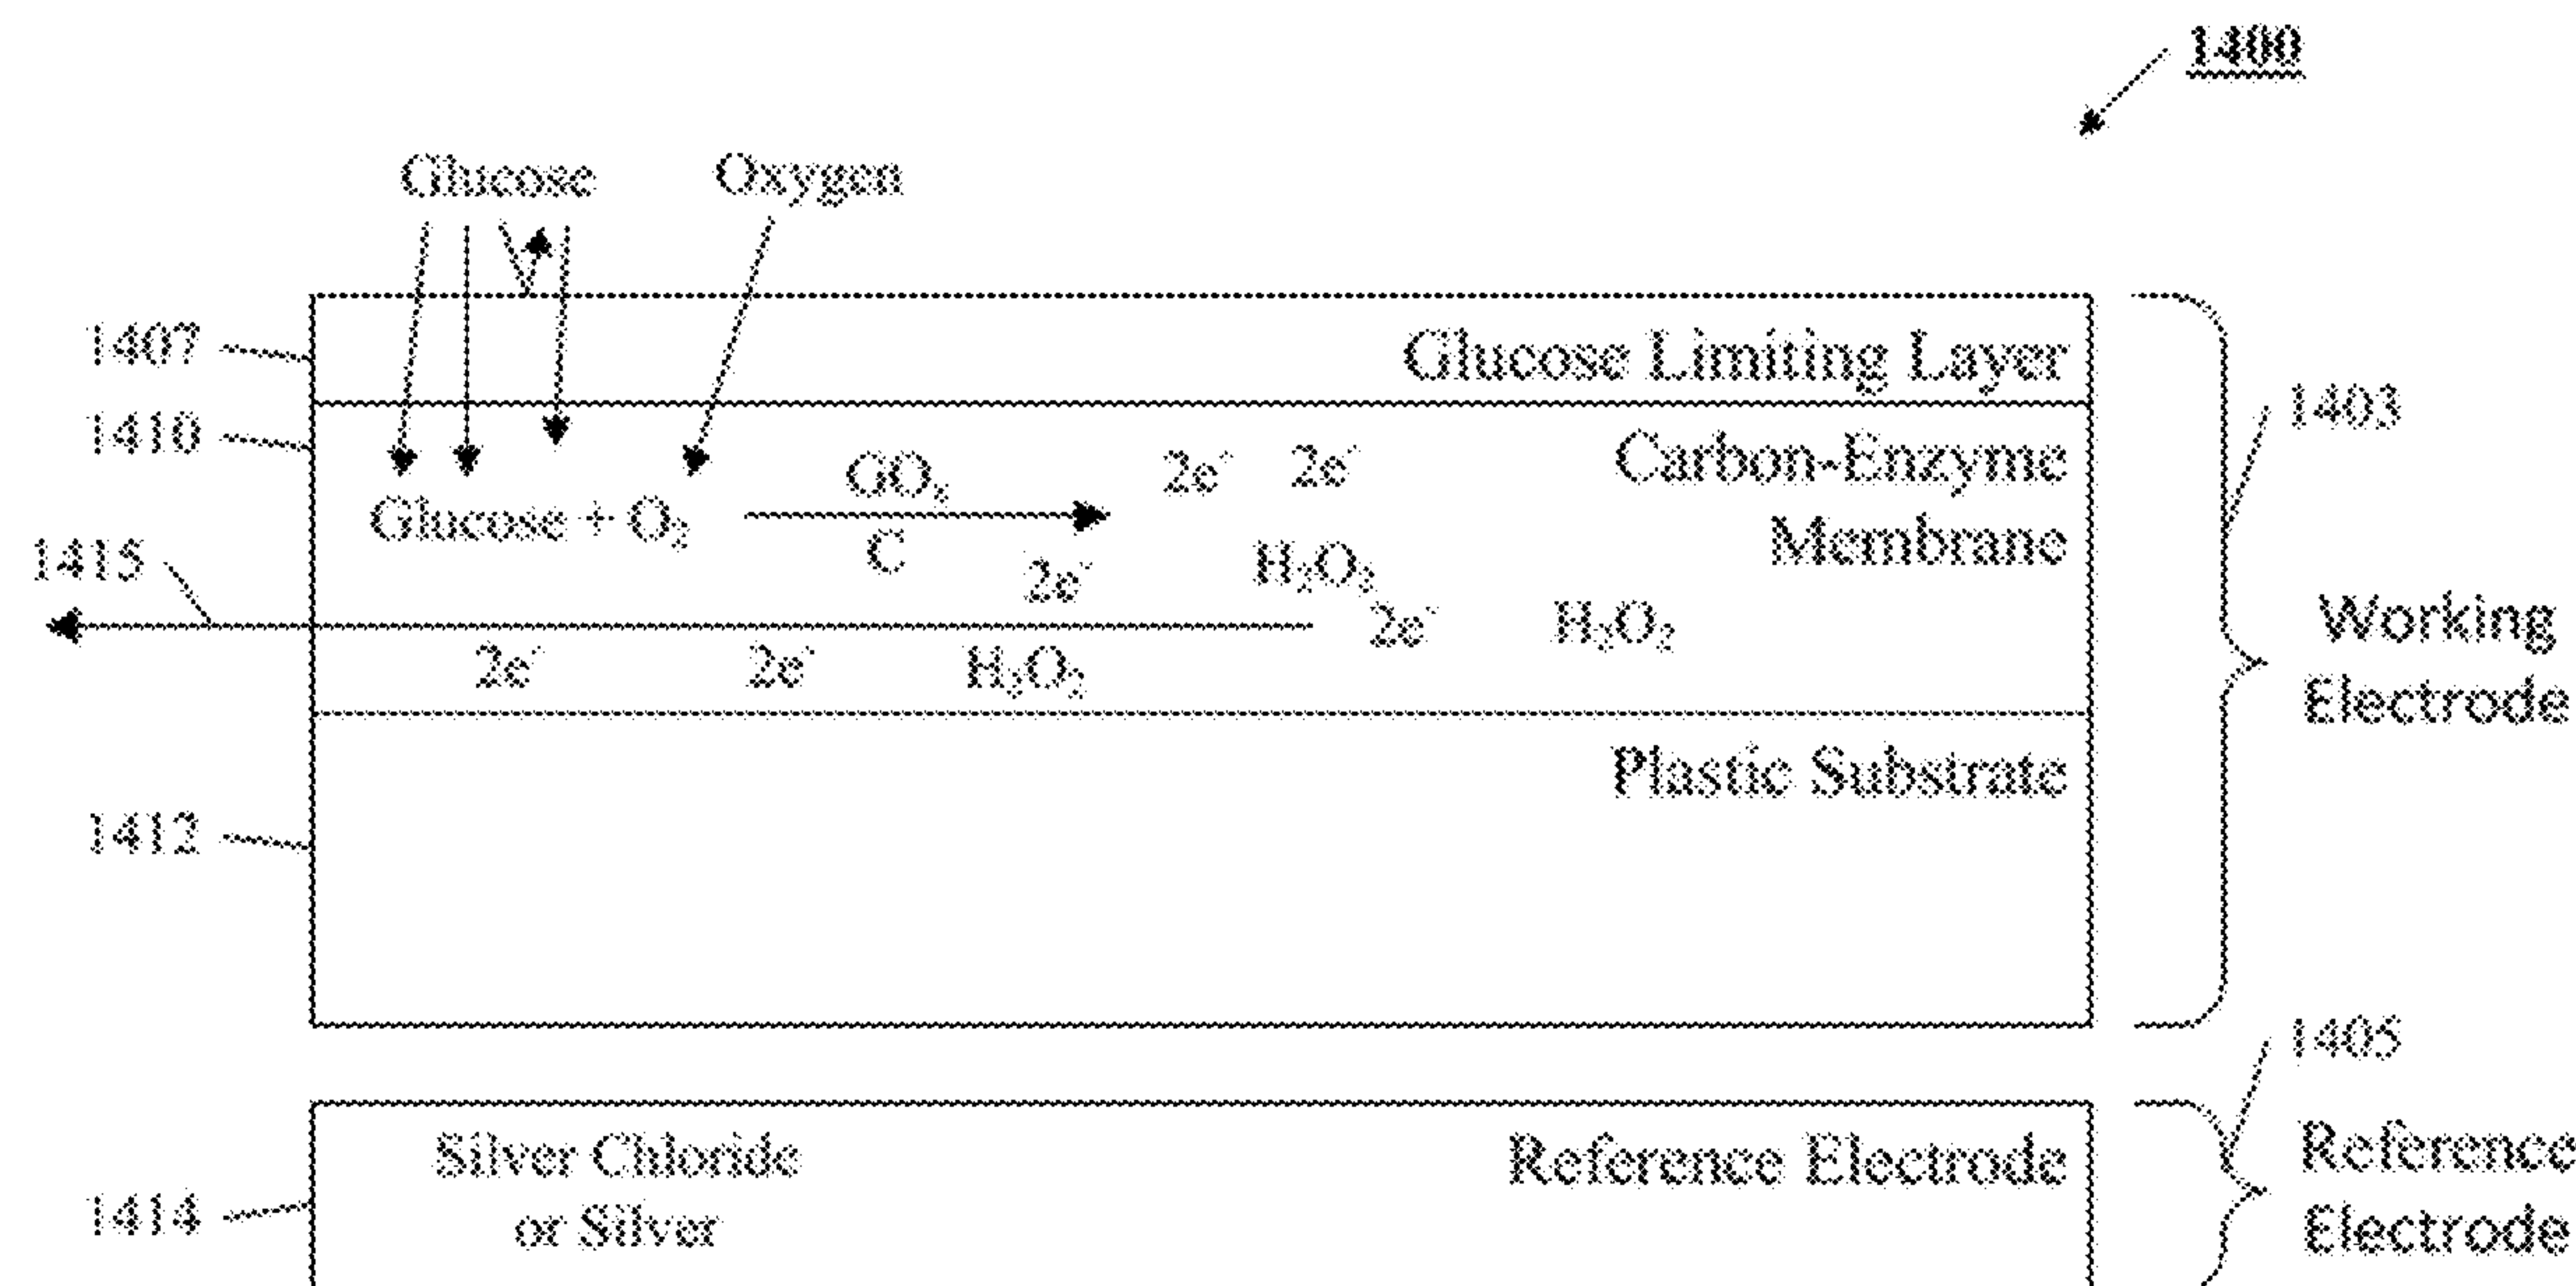 1400
Glucose Oxygen
1407 Glucose Limiting Layer
1403
1410 Carbon-Enzyme
Membrane
2e⁻ 2e⁻
GOₓ
Glucose + O₂
C
1415
2e⁻ H₂O₂
2e⁻ H₂O₂
2e⁻ 2e⁻ H₂O₂
Working
Electrode
Plastic Substrate
1412
1405
Silver Chloride
or Silver
Reference Electrode
Reference
Electrode
1414